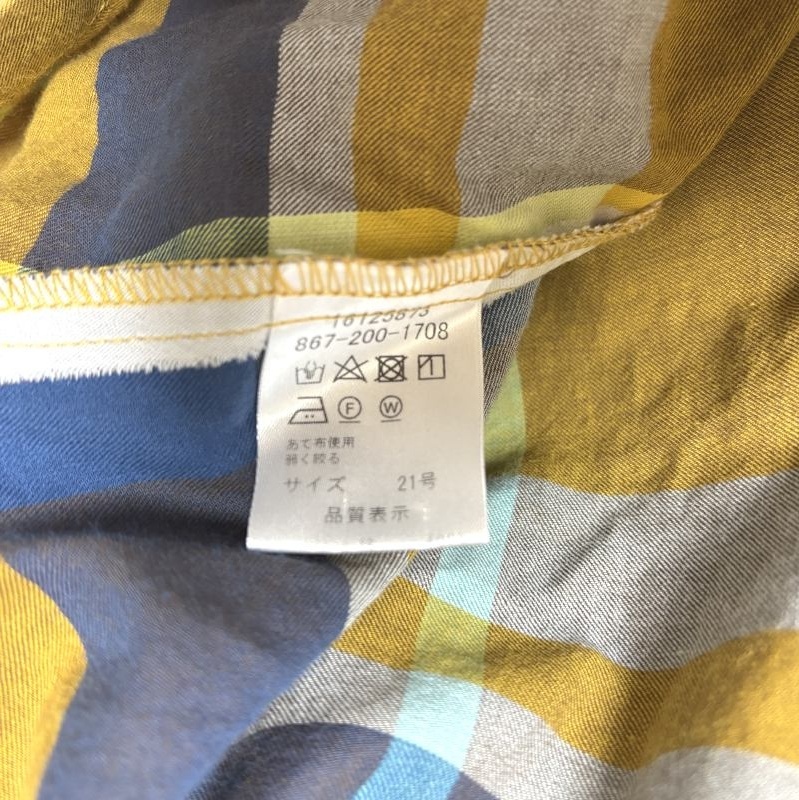 16125873
867-200-1708
F W
あて布使用
弱く絞る
サイズ 21号
品質表示